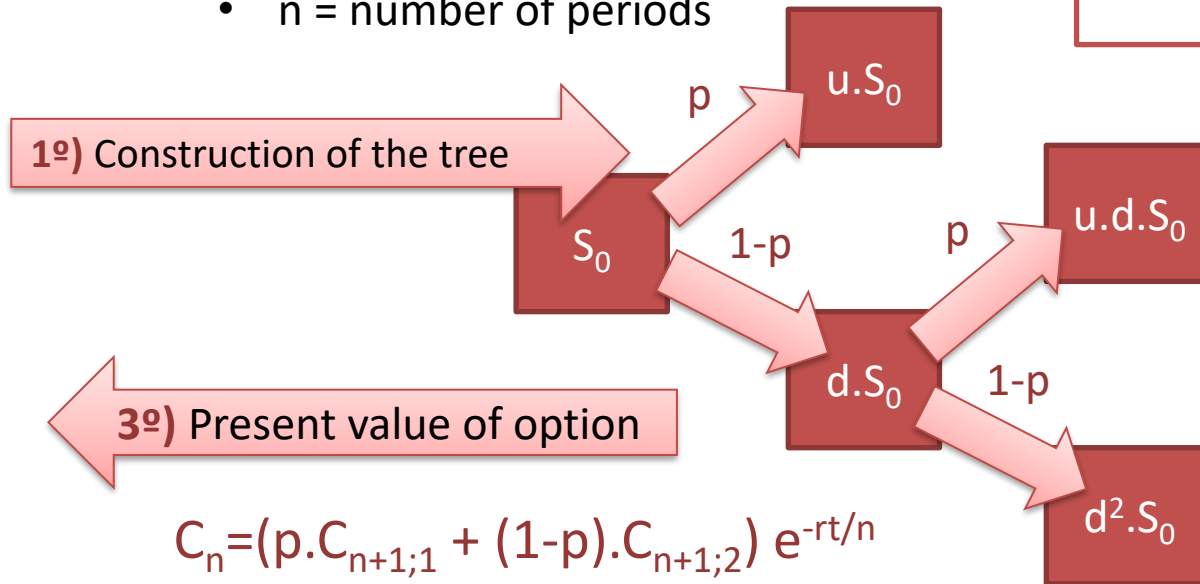 • n = number of periods
u.S₀
p
1º) Construction of the tree
u.d.S₀
S₀
1-p
p
d.S₀
1-p
3º) Present value of option
d².S₀
Cₙ=(p.Cₙ₊₁;₁ + (1-p).Cₙ₊₁;₂) e^-rt/n